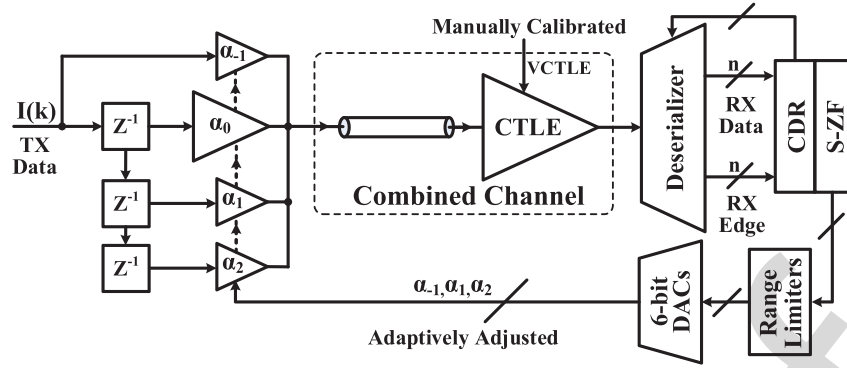 Manually Calibrated
VCTLE
α-1
I(k)
TX
Data
Z-1
α0
Z-1
α1
Z-1
α2
CTLE
Combined Channel
Deserializer
n
RX
Data
n
RX
Edge
CDR
S-ZF
α-1,α1,α2
Adaptively Adjusted
6-bit
DACs
Range
Limiters